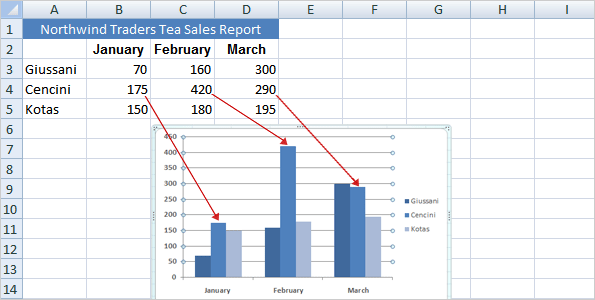 A B C D E F G H I
1 Northwind Traders Tea Sales Report
2 January February March
3 Giussani 70 160 300
4 Cencini 175 420 290
5 Kotas 150 180 195
6
450
7
400
8
350
9
300
10
250
Giussani
200
Cencini
11
150
Kotas
12
100
50
13
0
14
January February March